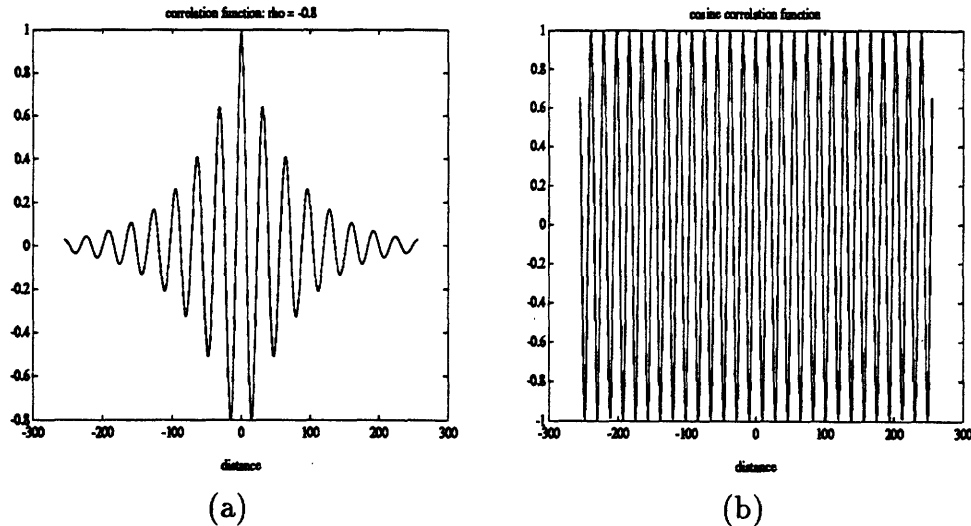 correlation function: rho = -0.8
1
0.8
0.6
0.4
0.2
0
-0.2
-0.4
-0.6
-0.8
-300 -200 -100 0 100 200 300
distance
(a)
cosine correlation function
1
0.8
0.6
0.4
0.2
0
-0.2
-0.4
-0.6
-0.8
-1
-300 -200 -100 0 100 200 300
distance
(b)